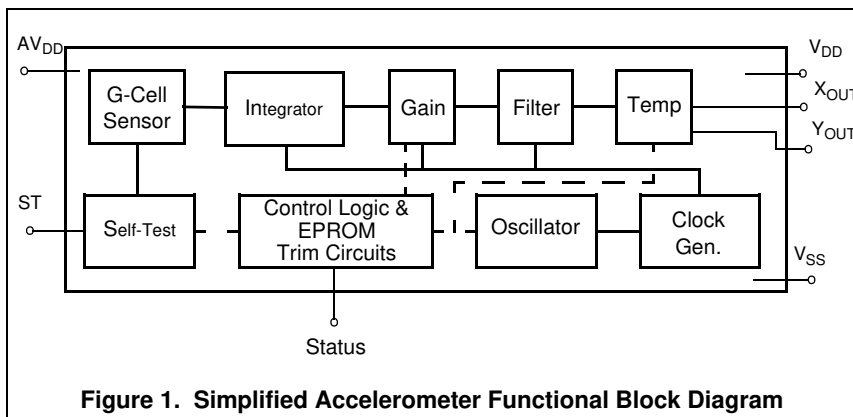 AVDD
VDD
G-Cell
Sensor
Integrator
Gain
Filter
Temp
XOUT
YOUT
ST
Self-Test
Control Logic &
EPROM
Trim Circuits
Oscillator
Clock
Gen.
VSS
Status
Figure 1. Simplified Accelerometer Functional Block Diagram